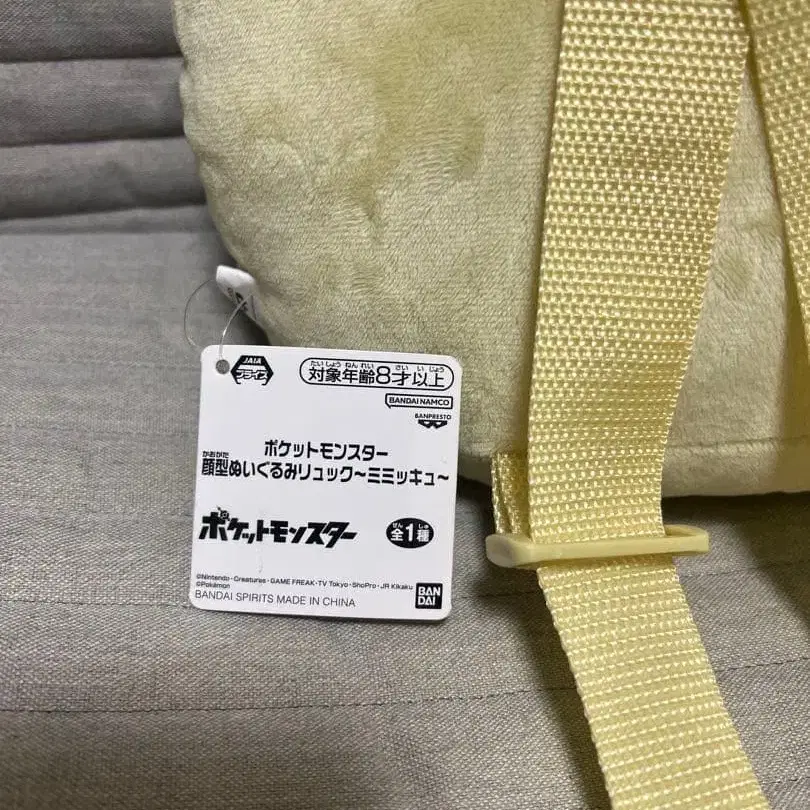 JAIA
プライズ
たいしょうねんれい さい いじょう
対象年齢8才以上
BANDAI NAMCO
BANPRESTO
ポケットモンスター
かおがた
顔型ぬいぐるみリュック〜ミミッキュ〜
ポケットモンスター
ぜん しゅ
全1種
©Nintendo・Creatures・GAME FREAK・TV Tokyo・ShoPro・JR Kikaku
©Pokémon
BANDAI SPIRITS MADE IN CHINA
BAN
DAI